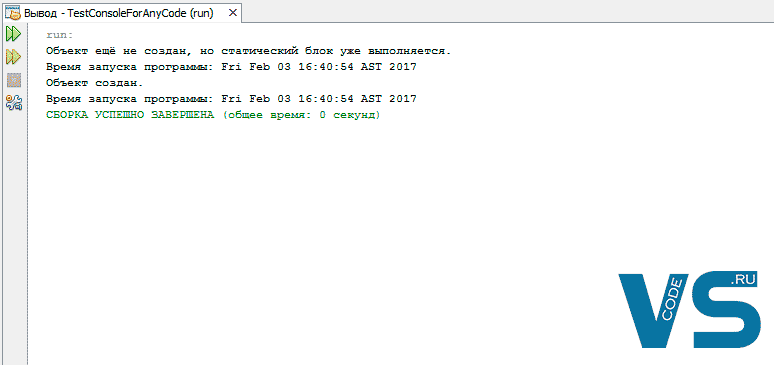 Вывод - TestConsoleForAnyCode (run)
run:
Объект ещё не создан, но статический блок уже выполняется.
Время запуска программы: Fri Feb 03 16:40:54 AST 2017
Объект создан.
Время запуска программы: Fri Feb 03 16:40:54 AST 2017
СБОРКА УСПЕШНО ЗАВЕРШЕНА (общее время: 0 секунд)
VS
CODE
.RU